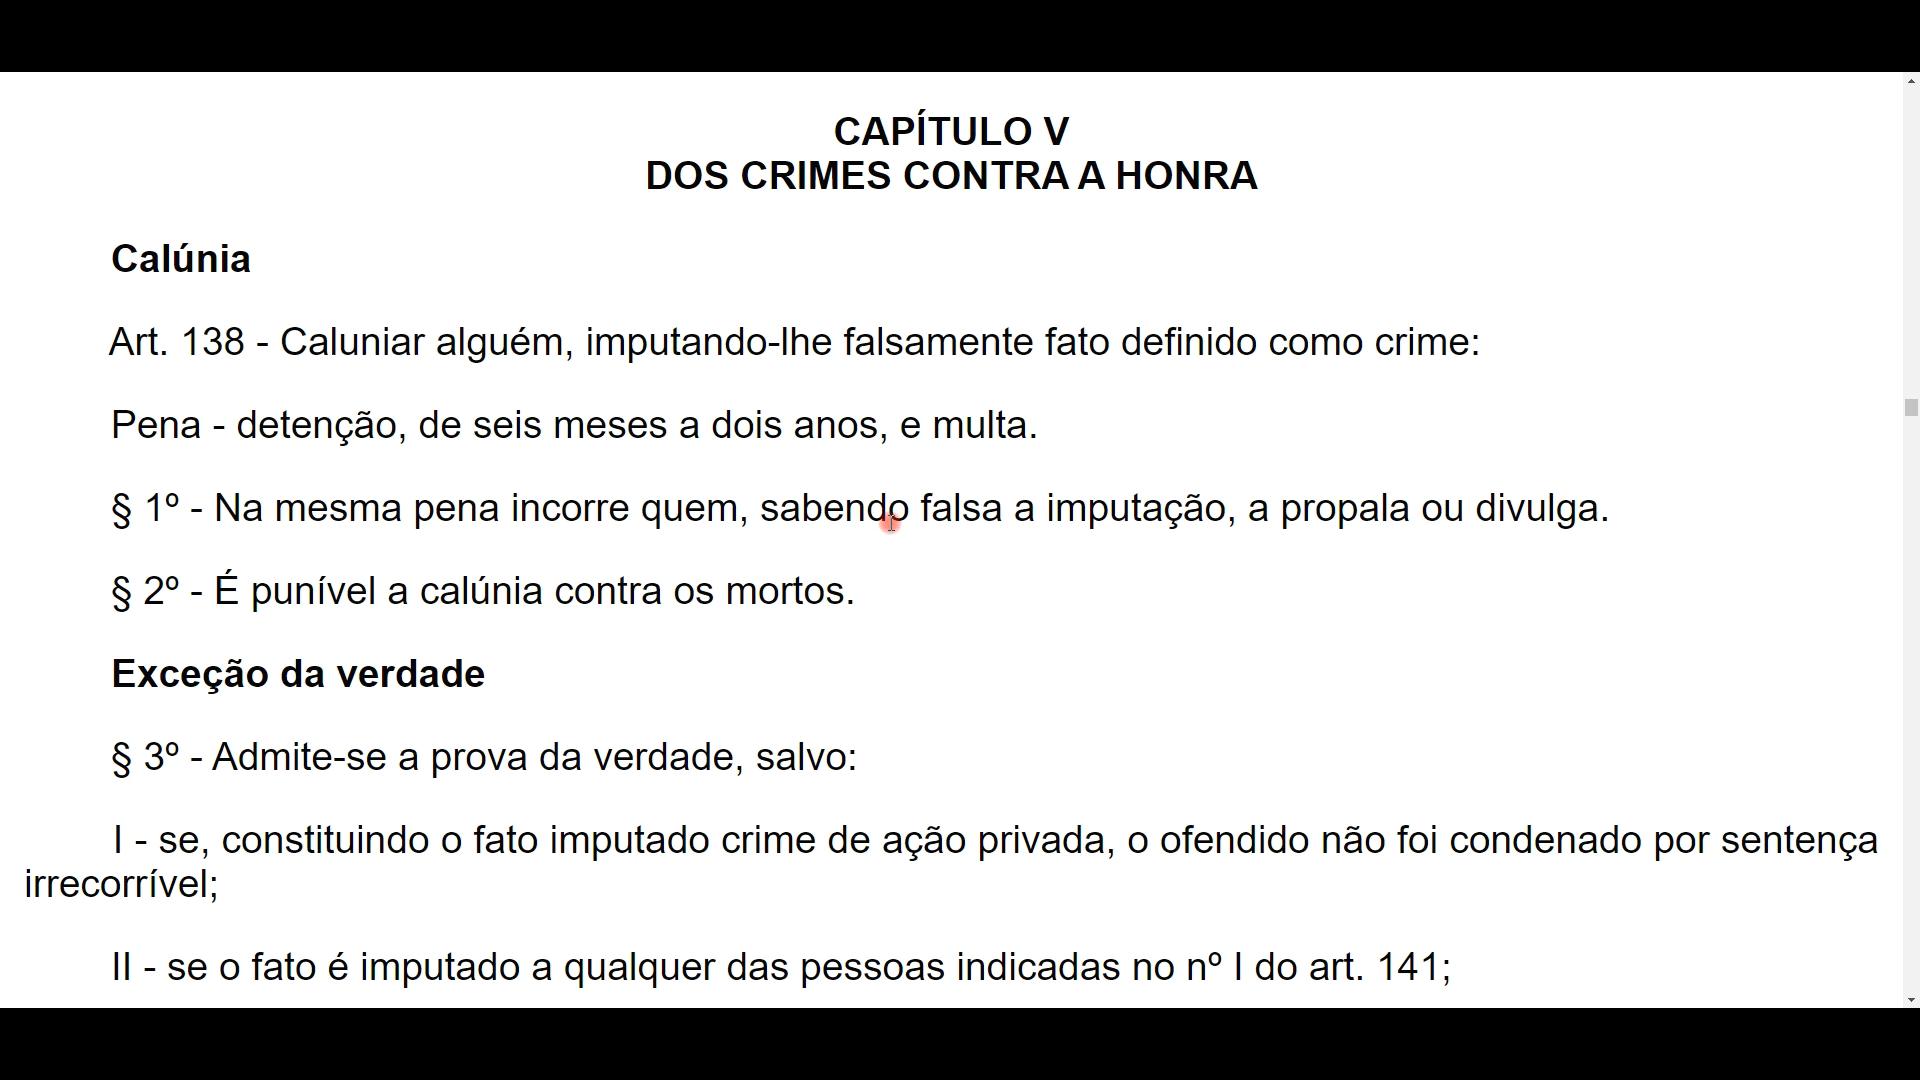 CAPÍTULO V
DOS CRIMES CONTRA A HONRA
Calúnia
Art. 138 - Caluniar alguém, imputando-lhe falsamente fato definido como crime:
Pena - detenção, de seis meses a dois anos, e multa.
§ 1º - Na mesma pena incorre quem, sabendo falsa a imputação, a propala ou divulga.
§ 2º - É punível a calúnia contra os mortos.
Exceção da verdade
§ 3º - Admite-se a prova da verdade, salvo:
I - se, constituindo o fato imputado crime de ação privada, o ofendido não foi condenado por sentença
irrecorrível;
II - se o fato é imputado a qualquer das pessoas indicadas no nº I do art. 141;